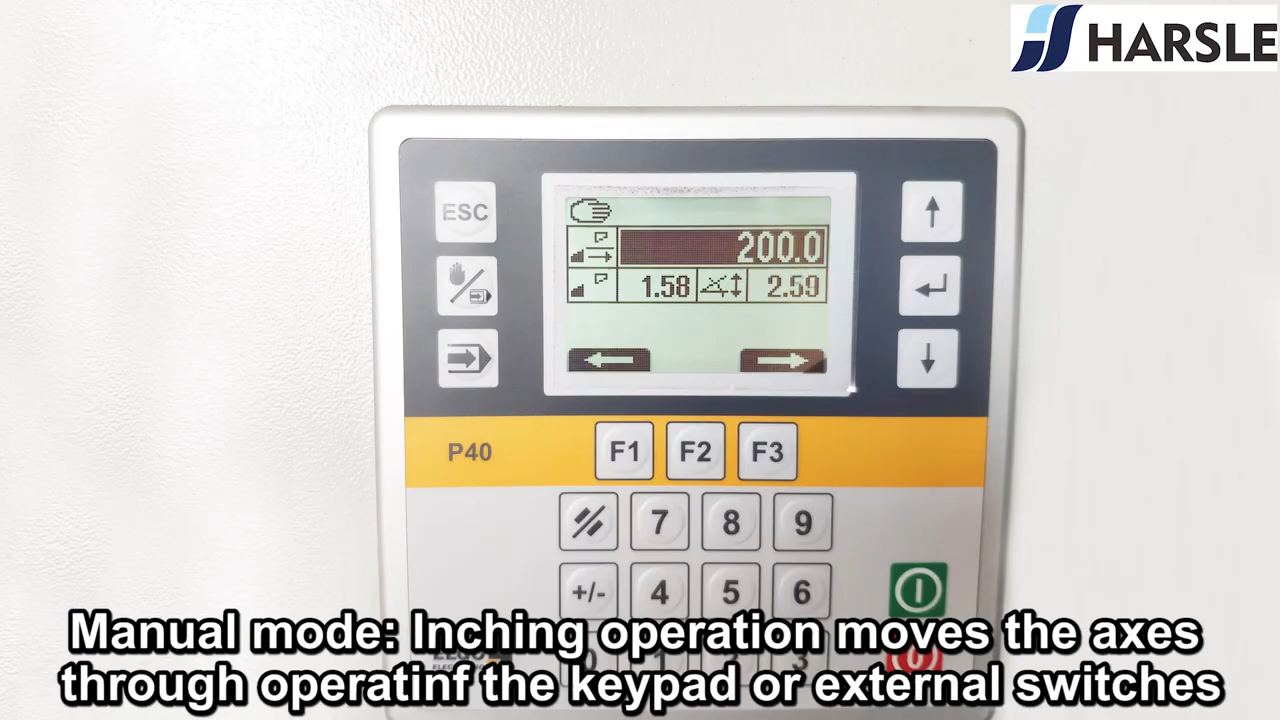 HARSLE
ESC
200.0
1.58 2.59
P40
F1 F2 F3
7 8 9
+/- 4 5 6
Manual mode: Inching operation moves the axes
through operatinf the keypad or external switches